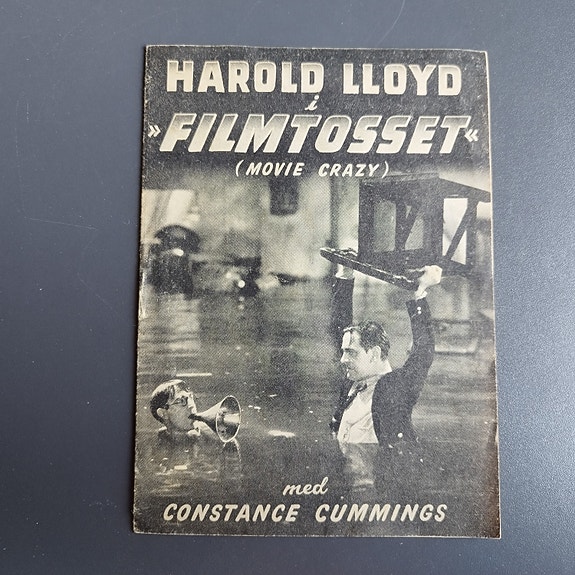 HAROLD LLOYD
i
»FILMTOSSET«
(MOVIE CRAZY)
med
CONSTANCE CUMMINGS